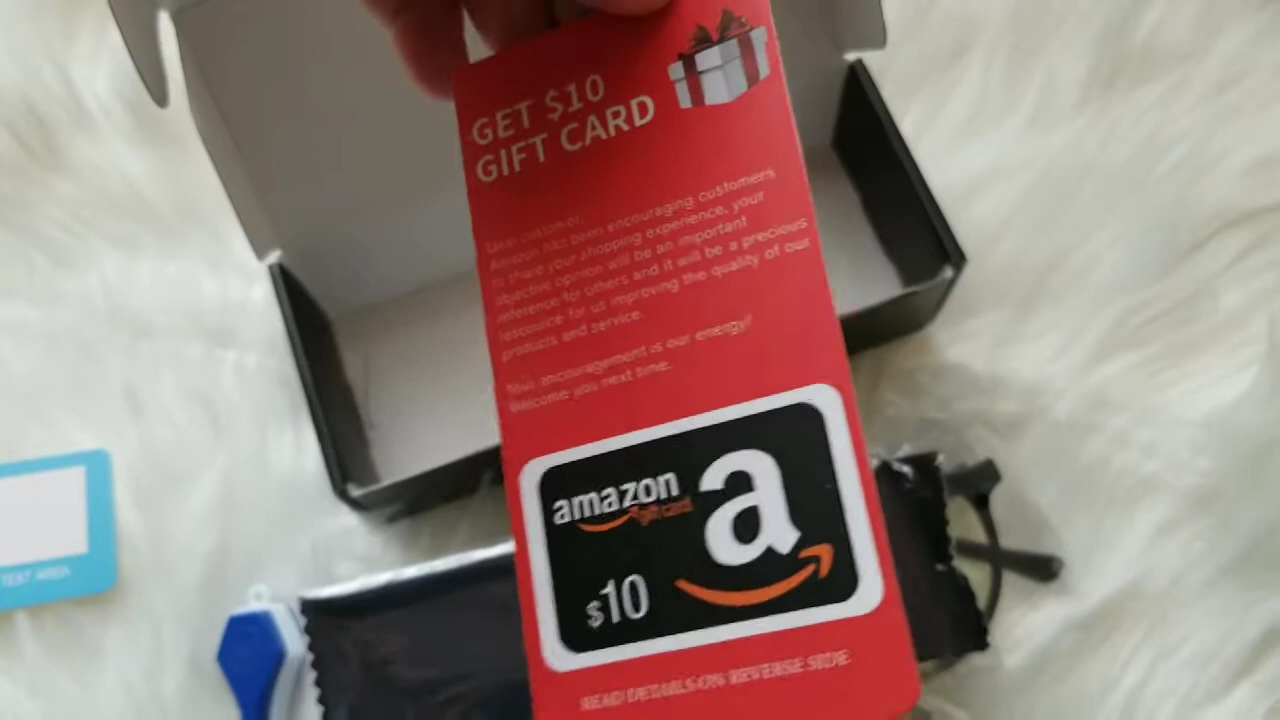 GET $10
GIFT CARD
Dear customer:
Amazon has been encouraging customers
to share your shopping experience, your
objective opinion will be an important
reference for others and it will be a precious
rescource for us improving the quality of our
products and service.
Your encouragement is our energy!
Welcome you next time.
amazon
gift card
a
$10
READ DETAILS ON REVERSE SIDE
TEST AREA